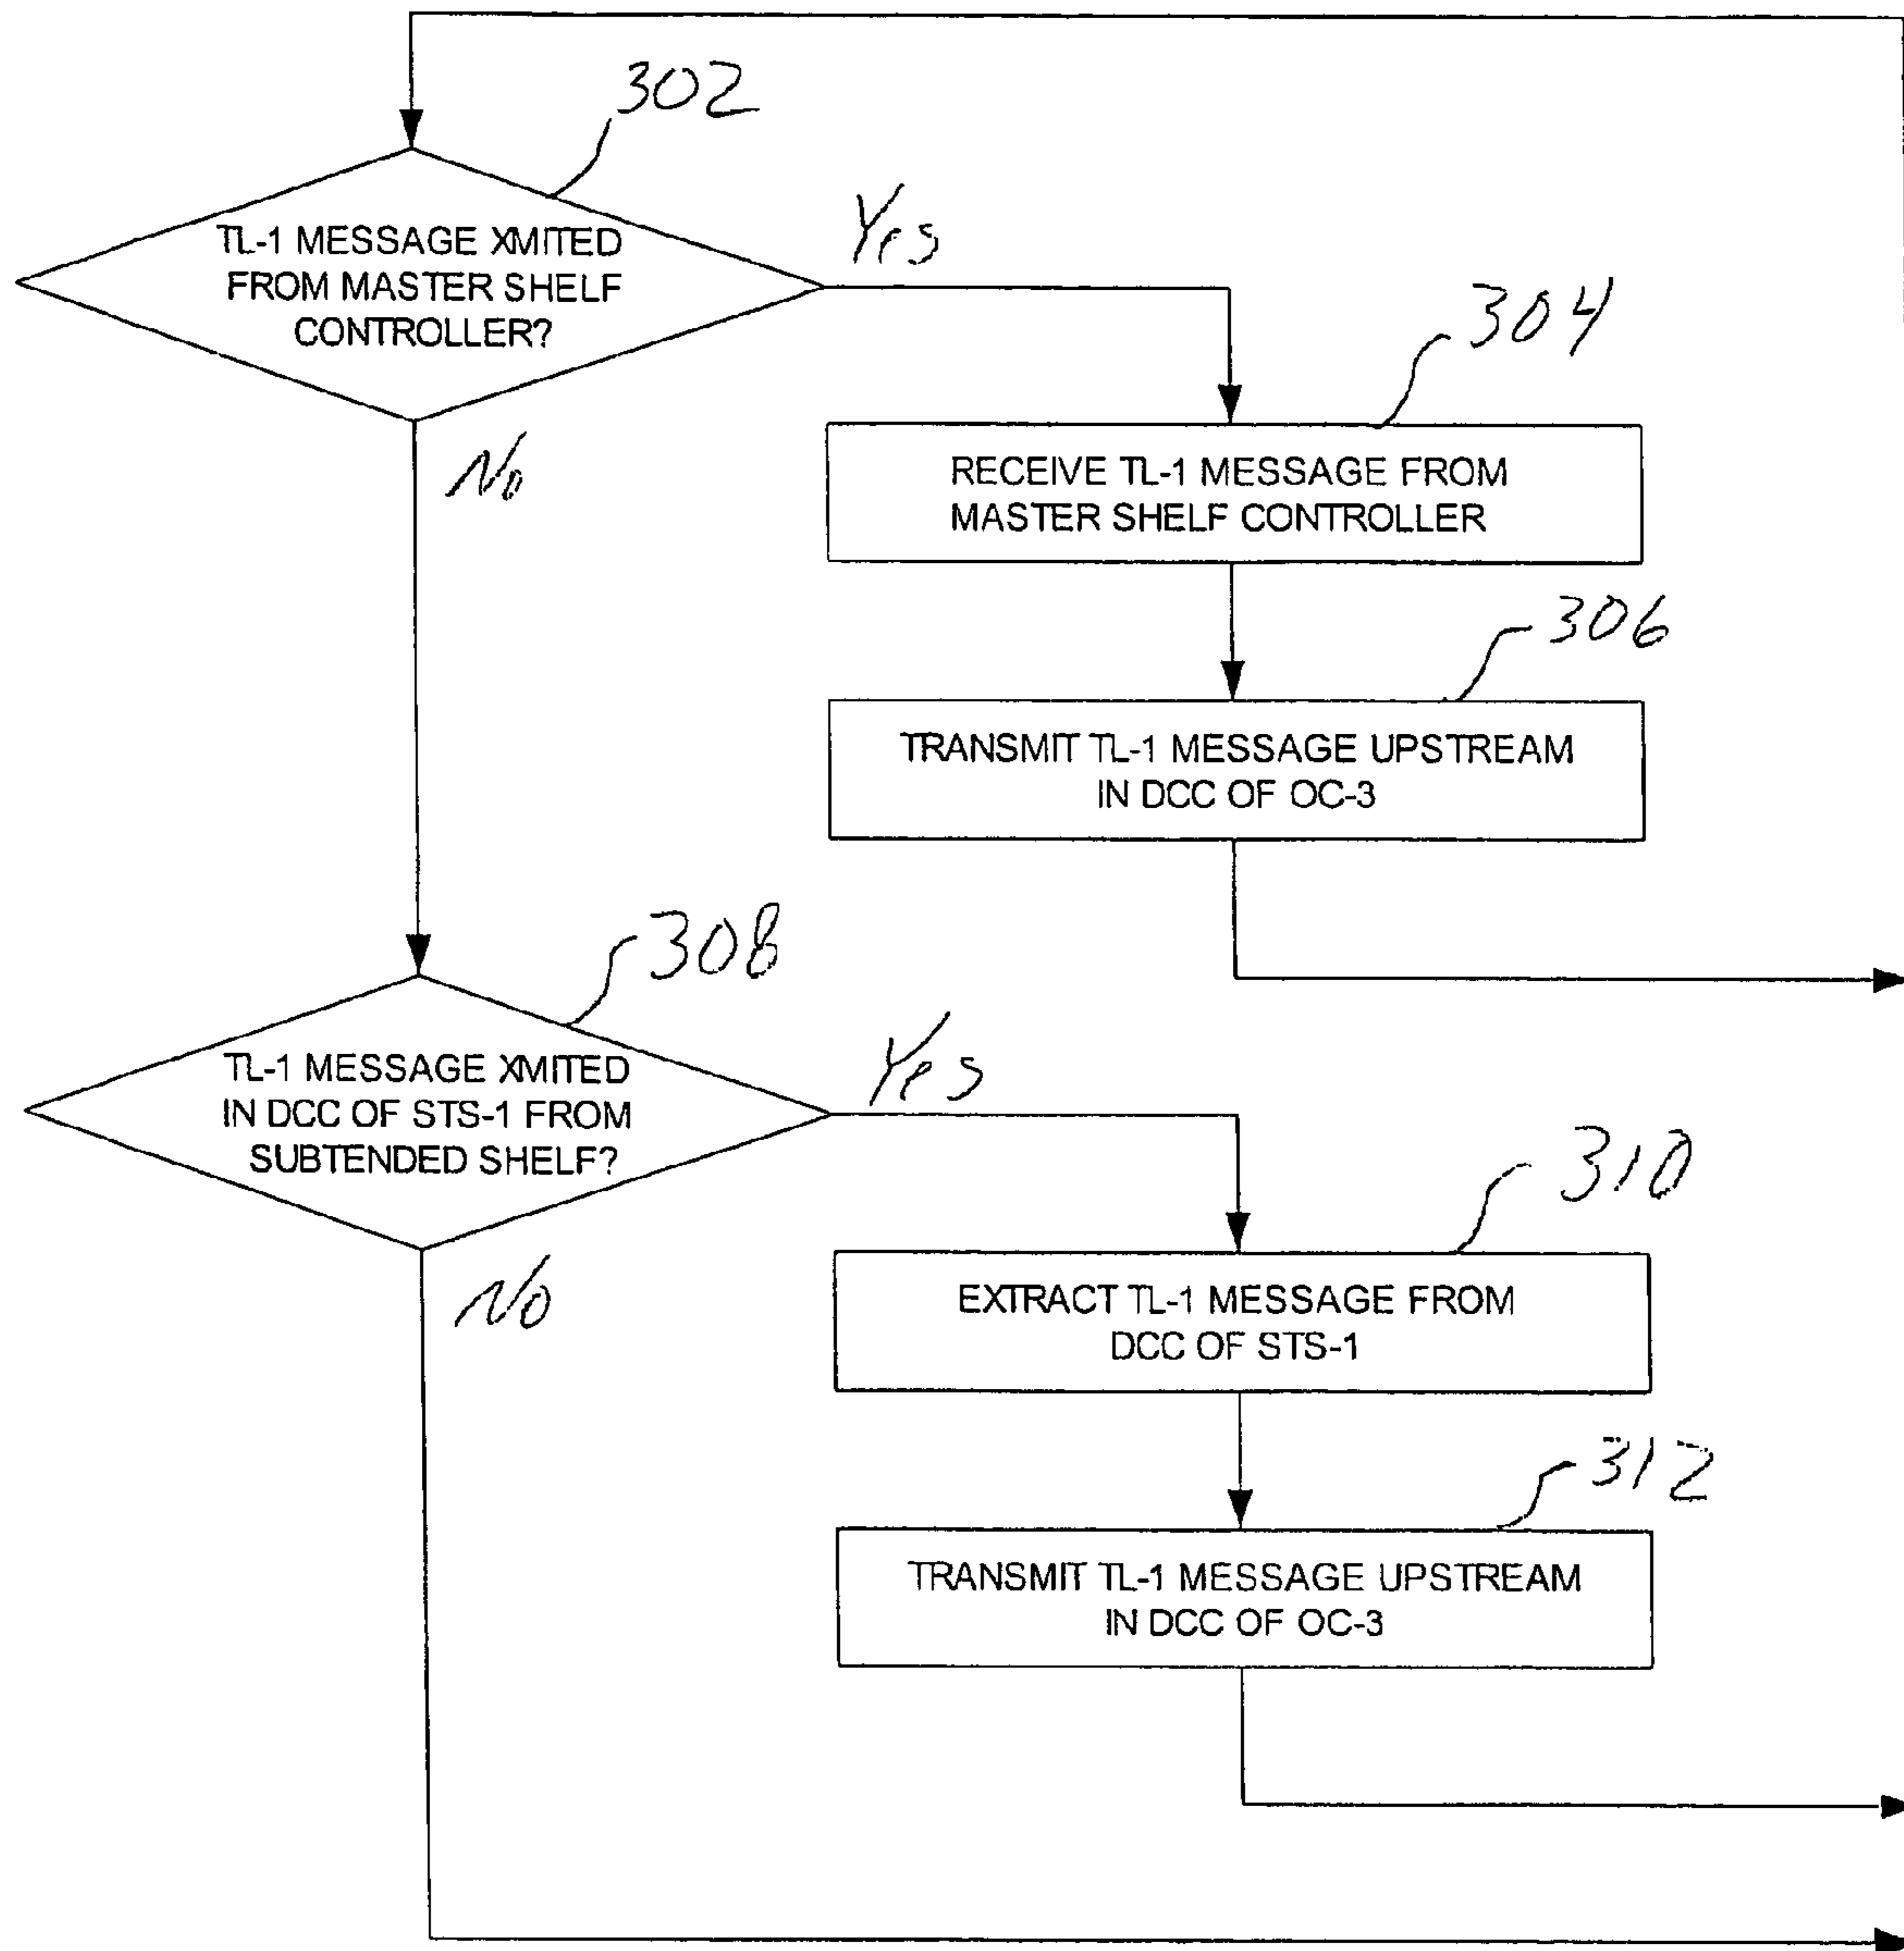 302
TL-1 MESSAGE XMITED
FROM MASTER SHELF
CONTROLLER?
Yes
No
304
RECEIVE TL-1 MESSAGE FROM
MASTER SHELF CONTROLLER
306
TRANSMIT TL-1 MESSAGE UPSTREAM
IN DCC OF OC-3
308
TL-1 MESSAGE XMITED
IN DCC OF STS-1 FROM
SUBTENDED SHELF?
Yes
No
310
EXTRACT TL-1 MESSAGE FROM
DCC OF STS-1
312
TRANSMIT TL-1 MESSAGE UPSTREAM
IN DCC OF OC-3